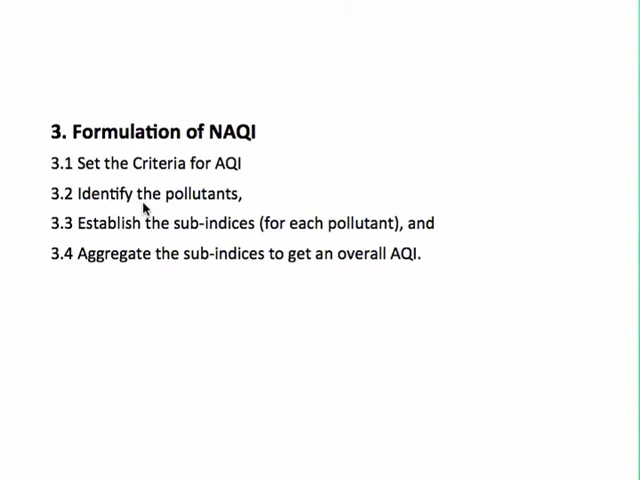 3. Formulation of NAQI
3.1 Set the Criteria for AQI
3.2 Identify the pollutants,
3.3 Establish the sub-indices (for each pollutant), and
3.4 Aggregate the sub-indices to get an overall AQI.